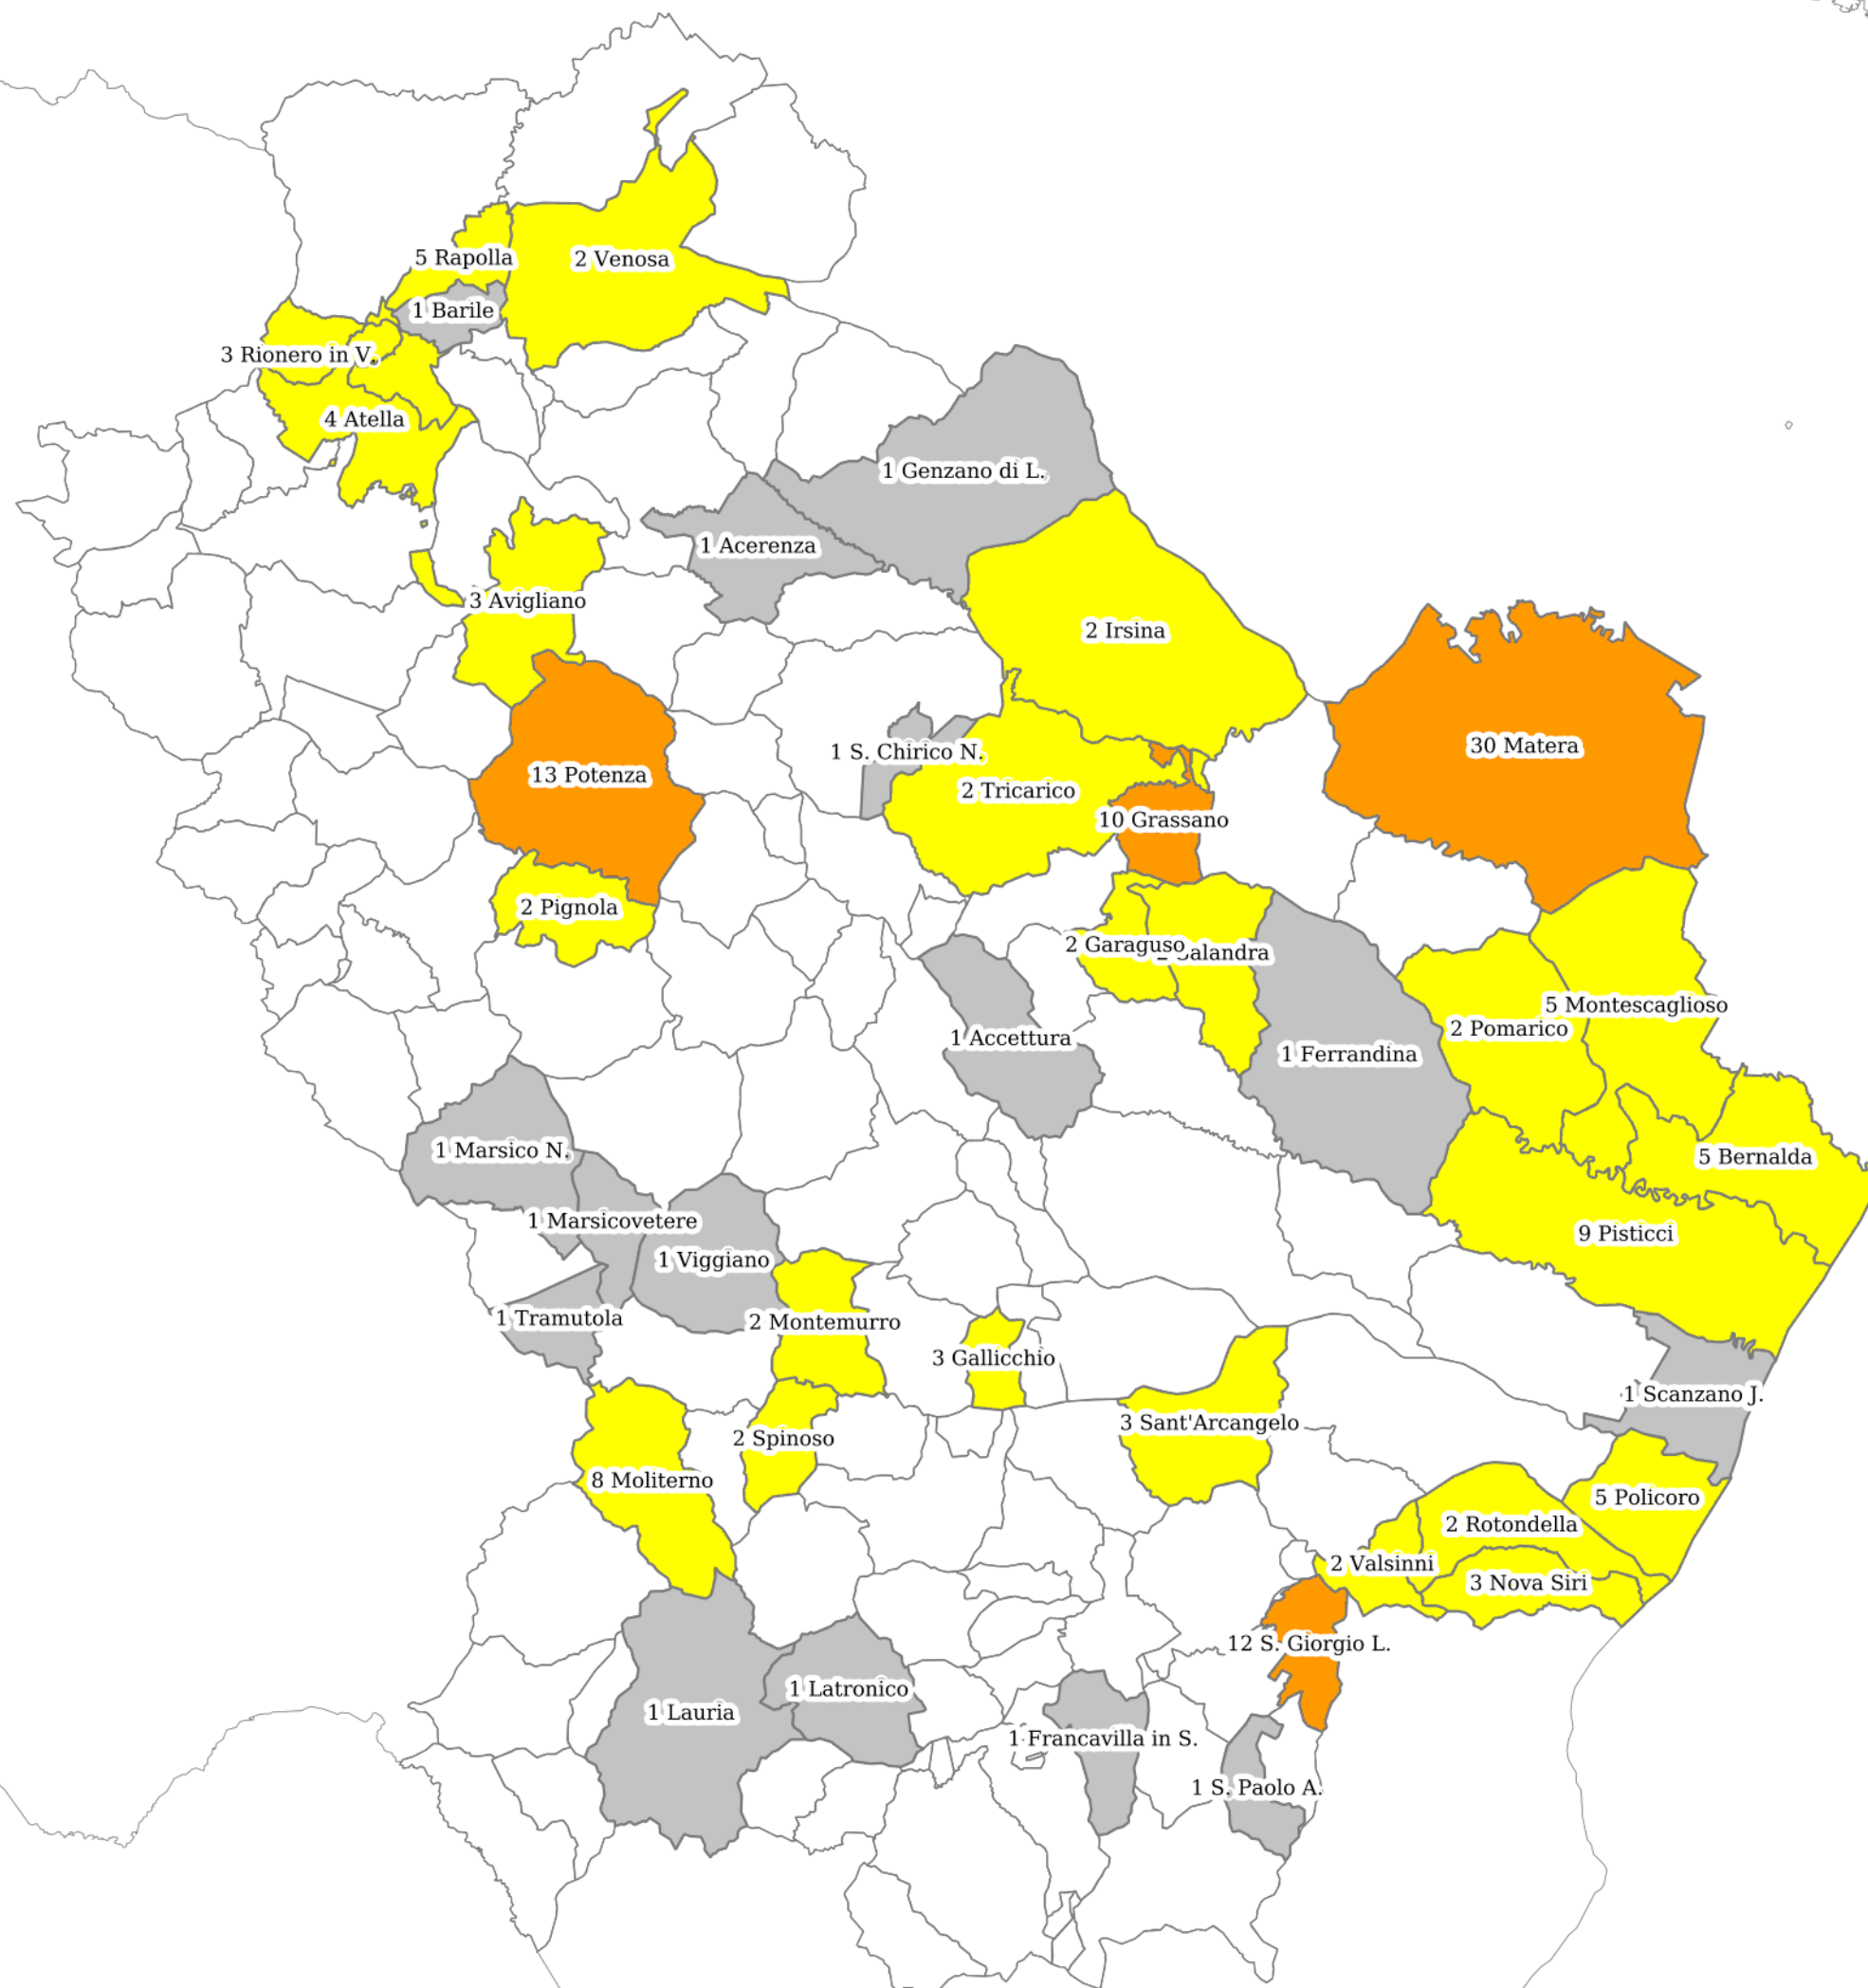 5 Rapolla
2 Venosa
1 Barile
3 Rionero in V.
4 Atella
1 Genzano di L.
1 Acerenza
3 Avigliano
2 Irsina
30 Matera
1 S. Chirico N.
13 Potenza
2 Tricarico
10 Grassano
2 Pignola
2 Garaguso
alandra
5 Montescaglioso
2 Pomarico
1 Accettura
1 Ferrandina
1 Marsico N.
5 Bernalda
1 Marsicovetere
9 Pisticci
1 Viggiano
1 Tramutola
2 Montemurro
3 Gallicchio
1 Scanzano J.
3 Sant'Arcangelo
2 Spinoso
8 Moliterno
5 Policoro
2 Rotondella
2 Valsinni
3 Nova Siri
12 S. Giorgio L.
1 Latronico
1 Lauria
1 Francavilla in S.
1 S. Paolo A.